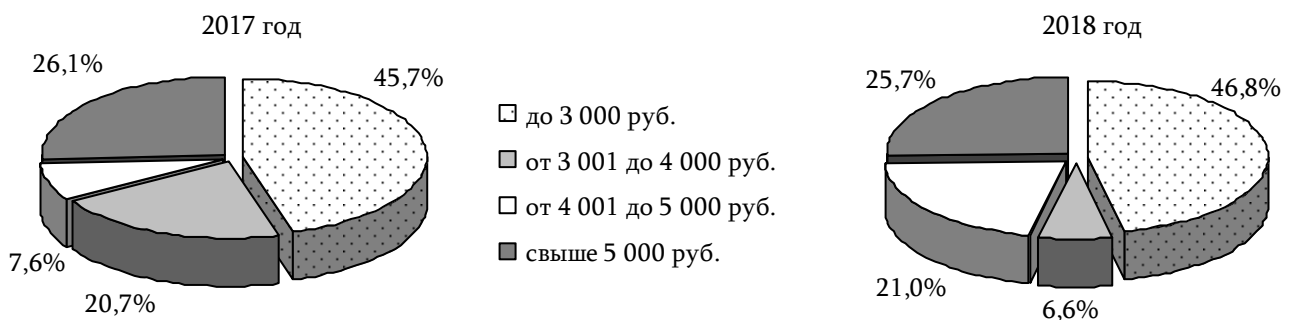 2017 год
26,1%
45,7%
7,6%
20,7%
до 3 000 руб.
от 3 001 до 4 000 руб.
от 4 001 до 5 000 руб.
свыше 5 000 руб.
2018 год
25,7%
46,8%
21,0%
6,6%